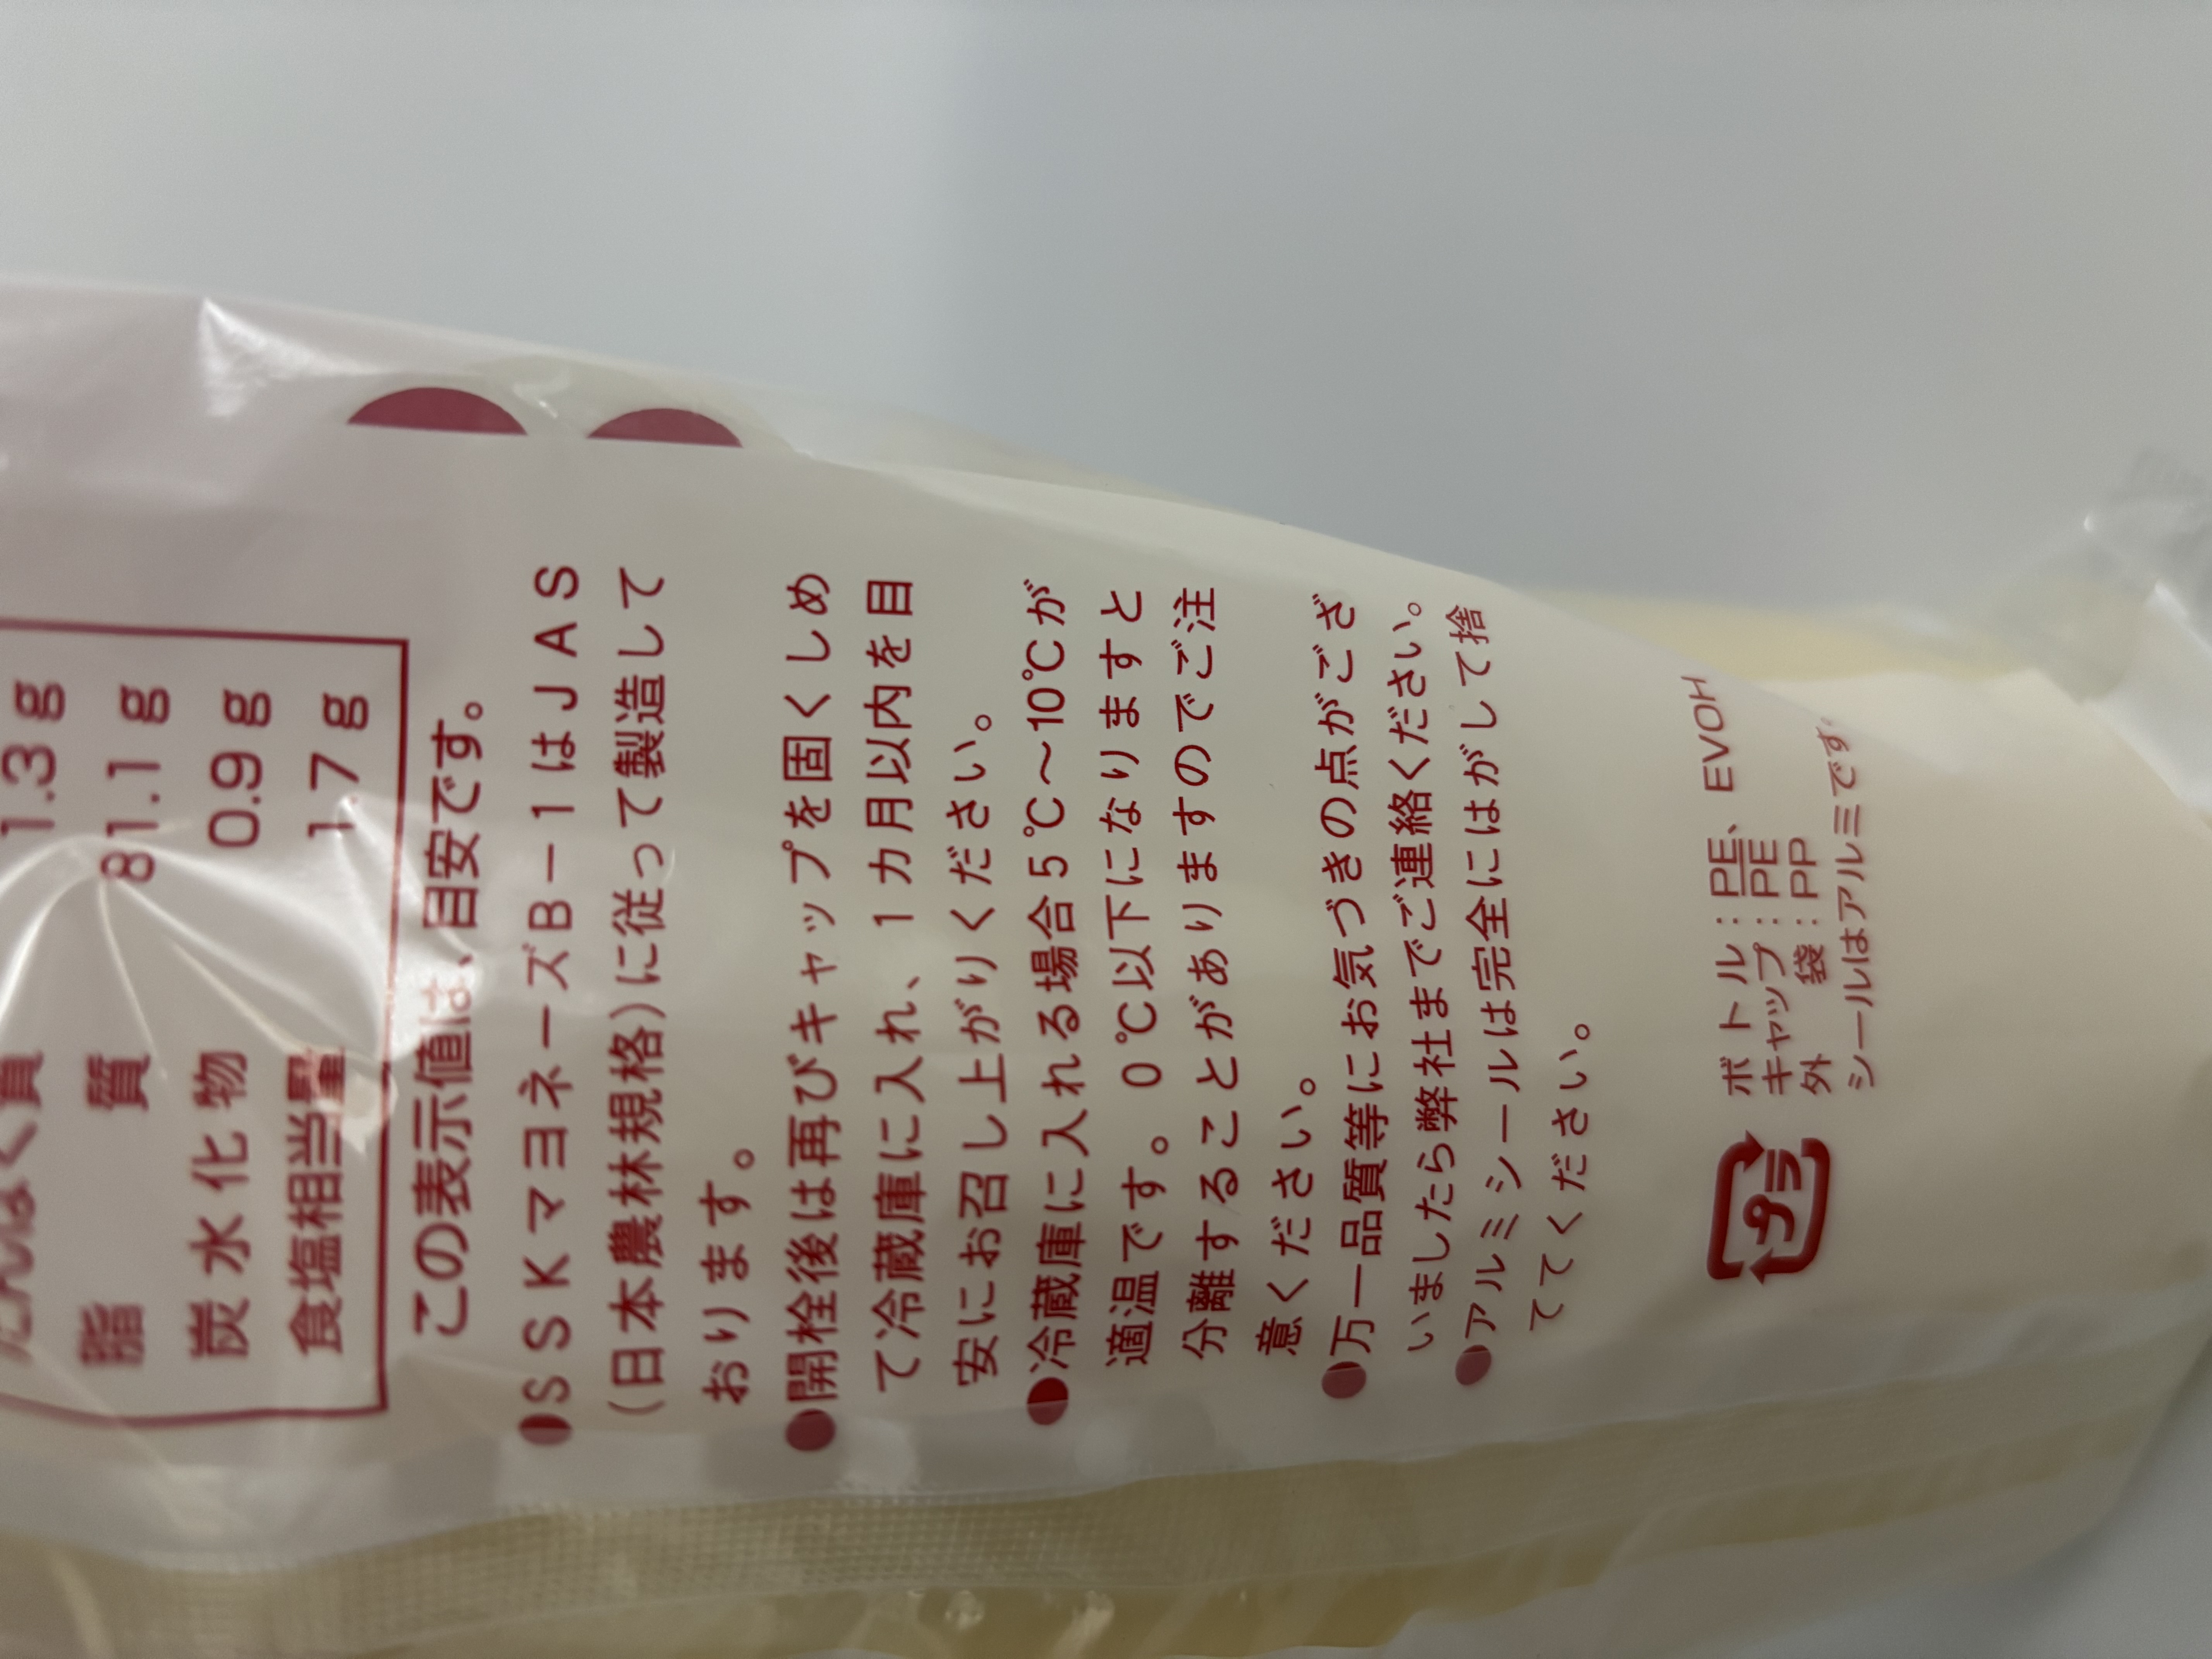 たんぱく質 1.3g
脂質 81.1g
炭水化物 0.9g
食塩相当量 1.7g
この表示値は、目安です。
●SSKマヨネーズB－1はJAS
(日本農林規格)に従って製造して
おります。
●開栓後は再びキャップを固くしめ
て冷蔵庫に入れ、1カ月以内を目
安にお召し上がりください。
●冷蔵庫に入れる場合5℃～10℃が
適温です。0℃以下になりますと
分離することがありますのでご注
意ください。
●万一品質等にお気づきの点がござ
いましたら弊社までご連絡ください。
●アルミシールは完全にはがして捨
ててください。
プラ
ボトル：PE、EVOH
キャップ：PE
外袋：PP
シールはアルミです。